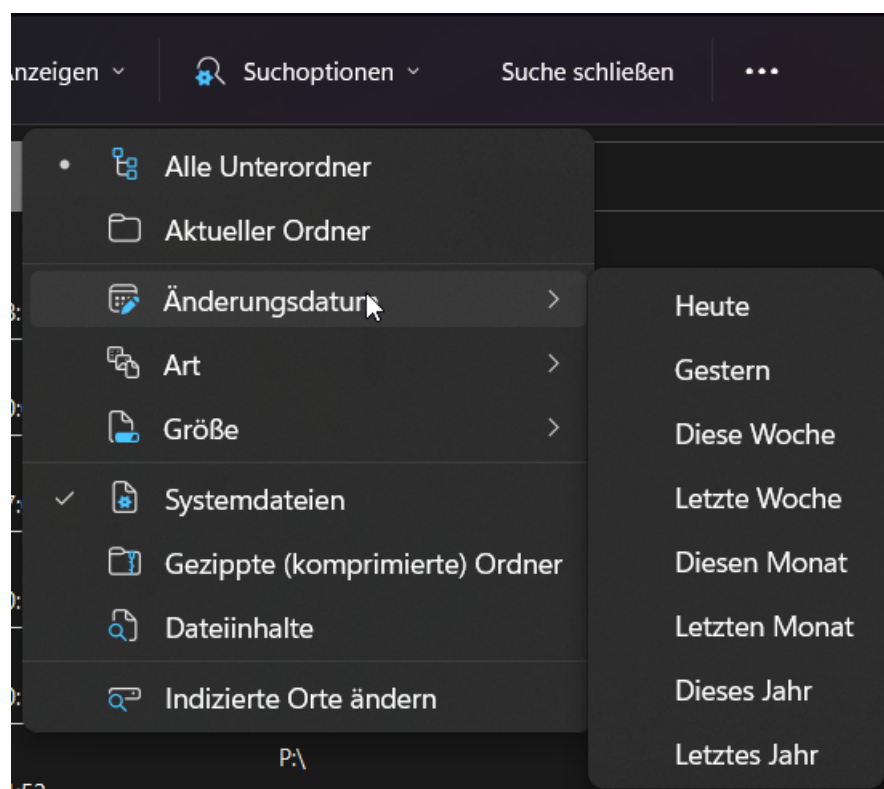 nzeigen
Suchoptionen
Suche schließen
Alle Unterordner
Aktueller Ordner
Änderungsdatum
Art
Größe
Systemdateien
Gezippte (komprimierte) Ordner
Dateiinhalte
Indizierte Orte ändern
Heute
Gestern
Diese Woche
Letzte Woche
Diesen Monat
Letzten Monat
Dieses Jahr
Letztes Jahr
P:\